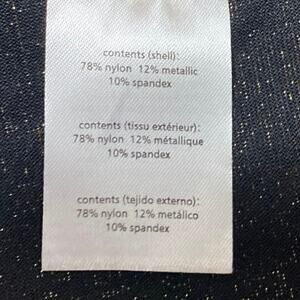 contents (shell):
78% nylon 12% metallic
10% spandex
contents (tissu extérieur):
78% nylon 12% métallique
10% spandex
contents (tejido externo):
78% nylon 12% metálico
10% spandex